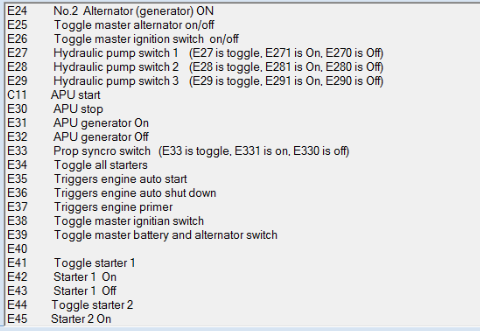 E24 No.2 Alternator (generator) ON
E25 Toggle master alternator on/off
E26 Toggle master ignition switch on/off
E27 Hydraulic pump switch 1 (E27 is toggle, E271 is On, E270 is Off)
E28 Hydraulic pump switch 2 (E28 is toggle, E281 is On, E280 is Off)
E29 Hydraulic pump switch 3 (E29 is toggle, E291 is On, E290 is Off)
C11 APU start
E30 APU stop
E31 APU generator On
E32 APU generator Off
E33 Prop syncro switch (E33 is toggle, E331 is on, E330 is off)
E34 Toggle all starters
E35 Triggers engine auto start
E36 Triggers engine auto shut down
E37 Triggers engine primer
E38 Toggle master ignitian switch
E39 Toggle master battery and alternator switch
E40
E41 Toggle starter 1
E42 Starter 1 On
E43 Starter 1 Off
E44 Toggle starter 2
E45 Starter 2 On